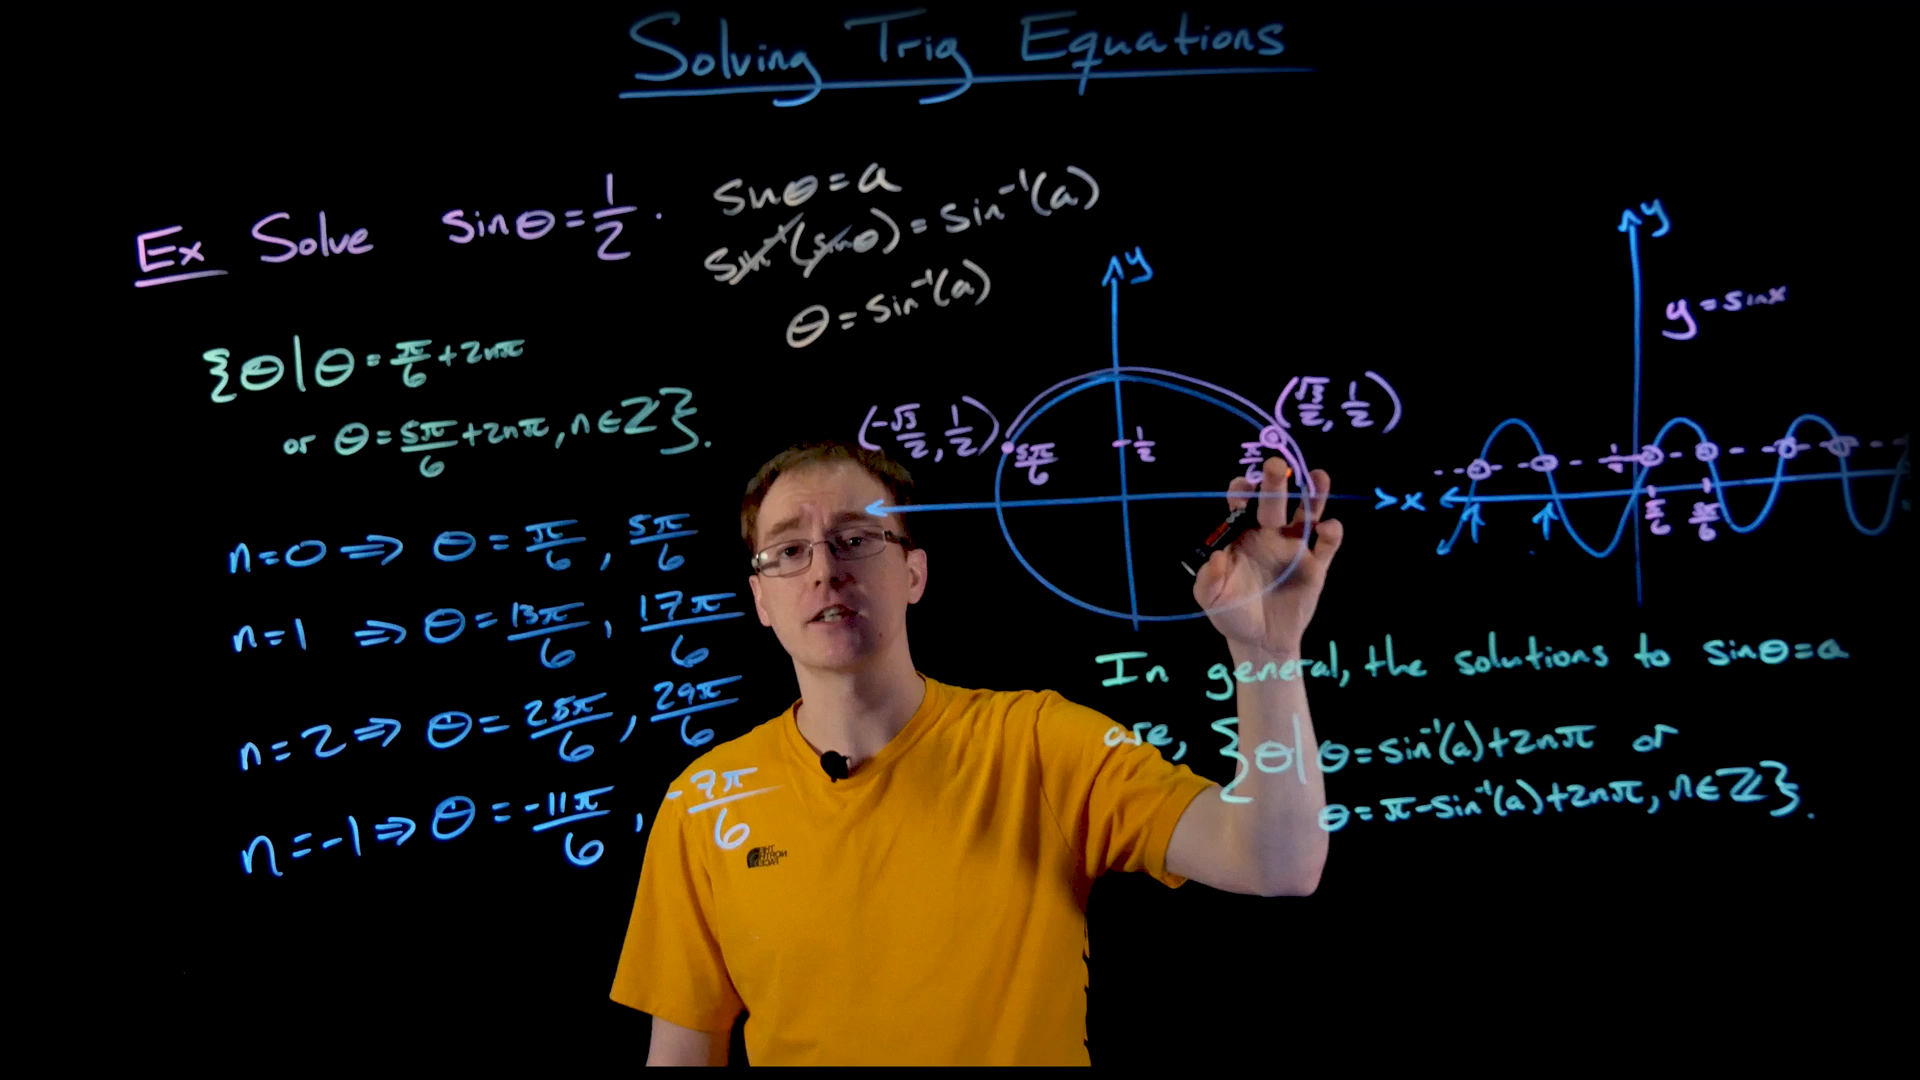 Solving Trig Equations
Ex Solve sinθ = 1/2.
sinθ = a
sin⁻¹(sinθ) = sin⁻¹(a)
θ = sin⁻¹(a)
{θ | θ = π/6 + 2nπ
or θ = 5π/6 + 2nπ, n ∈ ℤ}.
n = 0 ⇒ θ = π/6, 5π/6
n = 1 ⇒ θ = 13π/6, 17π/6
n = 2 ⇒ θ = 25π/6, 29π/6
n = -1 ⇒ θ = -11π/6, -7π/6
y
(-√3/2, 1/2)
(√3/2, 1/2)
5π/6
1/2
π/6
x
y
y = sinx
1/2
π/6
5π/6
In general, the solutions to sinθ = a
are, {θ | θ = sin⁻¹(a) + 2nπ or
θ = π - sin⁻¹(a) + 2nπ, n ∈ ℤ}.
THE
NORTH
FACE